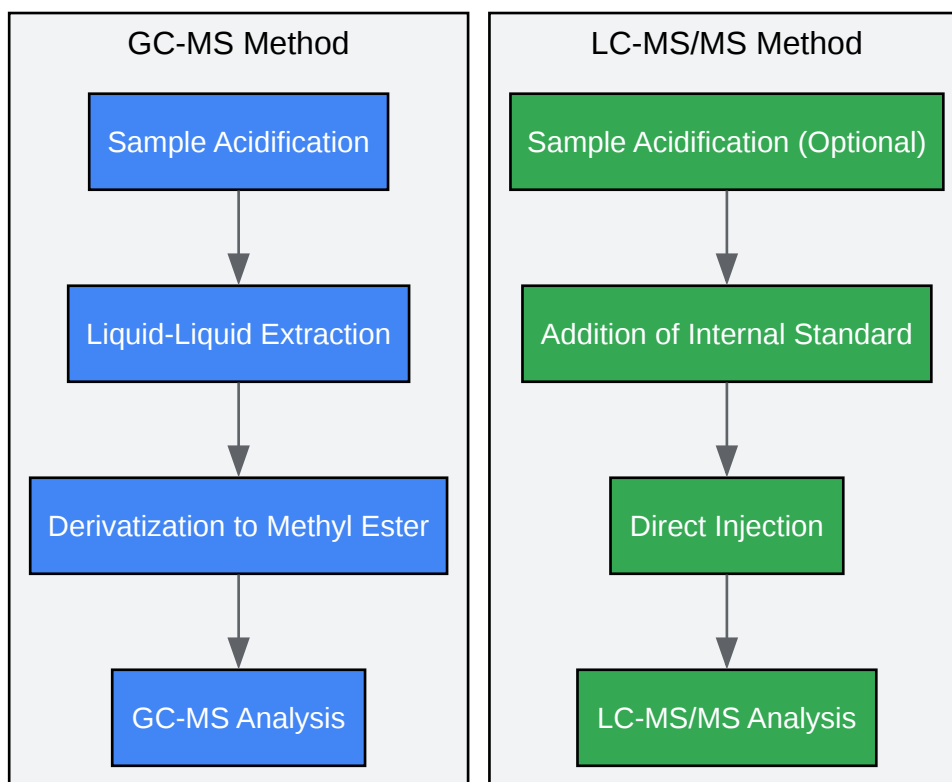 GC-MS Method
Sample Acidification
Liquid-Liquid Extraction
Derivatization to Methyl Ester
GC-MS Analysis
LC-MS/MS Method
Sample Acidification (Optional)
Addition of Internal Standard
Direct Injection
LC-MS/MS Analysis